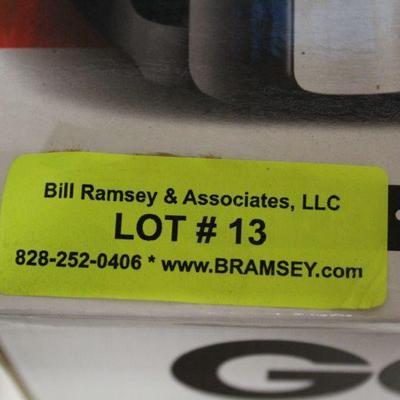 Bill Ramsey & Associates, LLC
LOT # 13
828-252-0406 * www.BRAMSEY.com